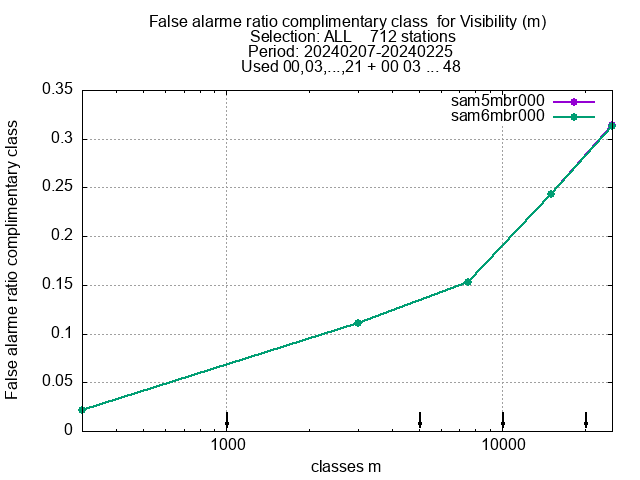 False alarme ratio complimentary class  for Visibility (m)
Selection: ALL    712 stations
Period: 20240207-20240225
Used 00,03,...,21 + 00 03 ... 48
sam5mbr000
sam6mbr000
0.35
0.3
0.25
0.2
0.15
0.1
0.05
0
False alarme ratio complimentary class
1000
10000
classes m